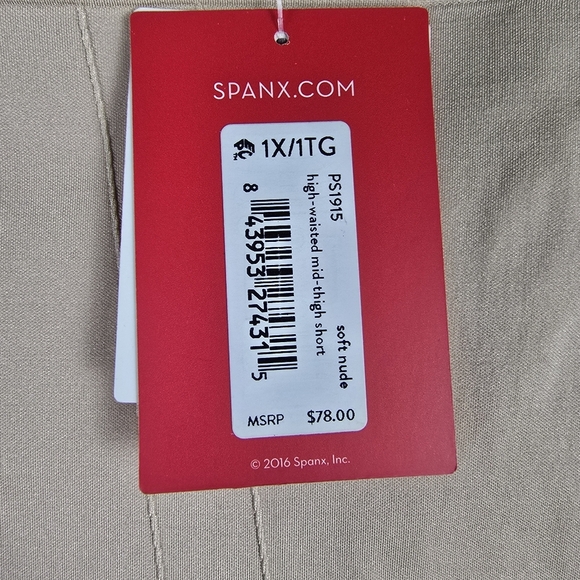 SPANX.COM
1X/1TG
PS1915
high-waisted mid-thigh short
soft nude
8 43953 27431 5
MSRP $78.00
© 2016 Spanx, Inc.